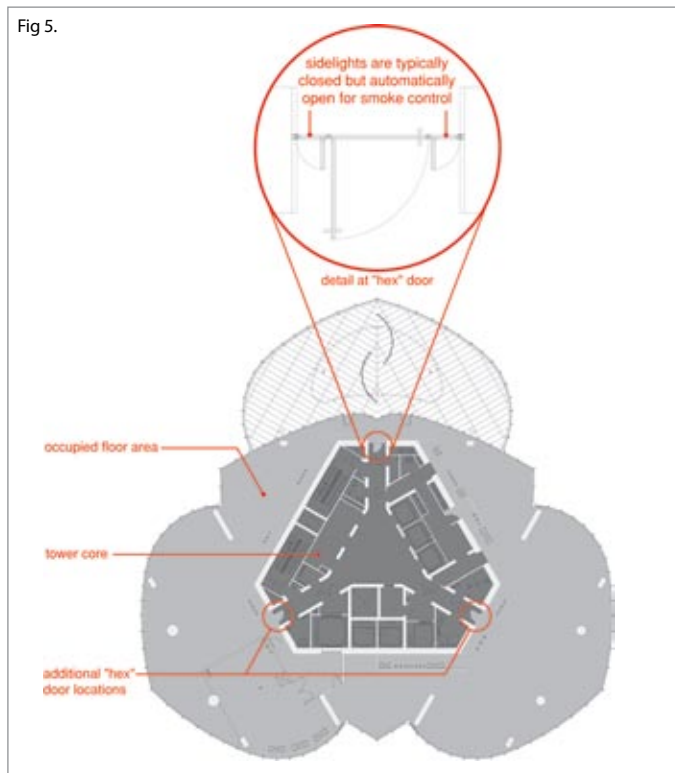 Fig 5.
sidelights are typically
closed but automatically
open for smoke control
detail at "hex" door
occupied floor area
tower core
additional "hex"
door locations